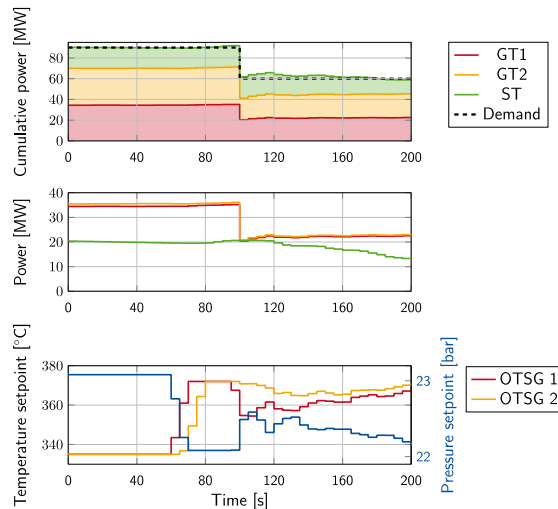 Cumulative power [MW]
80
60
40
20
0
0 40 80 120 160 200
GT1
GT2
ST
Demand
Power [MW]
40
30
20
10
0
0 40 80 120 160 200
Temperature setpoint [°C]
380
360
340
23
22
Pressure setpoint [bar]
0 40 80 120 160 200
Time [s]
OTSG 1
OTSG 2